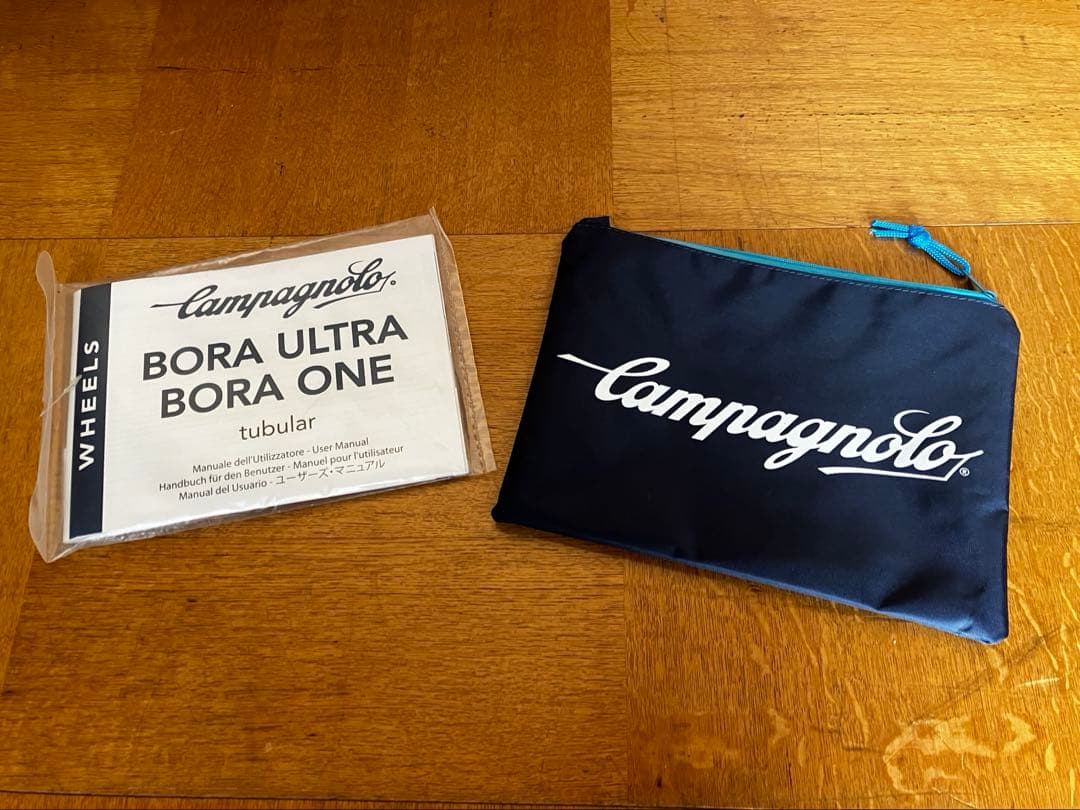 WHEELS
Campagnolo®
BORA ULTRA
BORA ONE
tubular
Manuale dell'Utilizzatore - User Manual
Handbuch für den Benutzer - Manuel pour l'utilisateur
Manual del Usuario - ユーザーズ・マニュアル
Campagnolo®